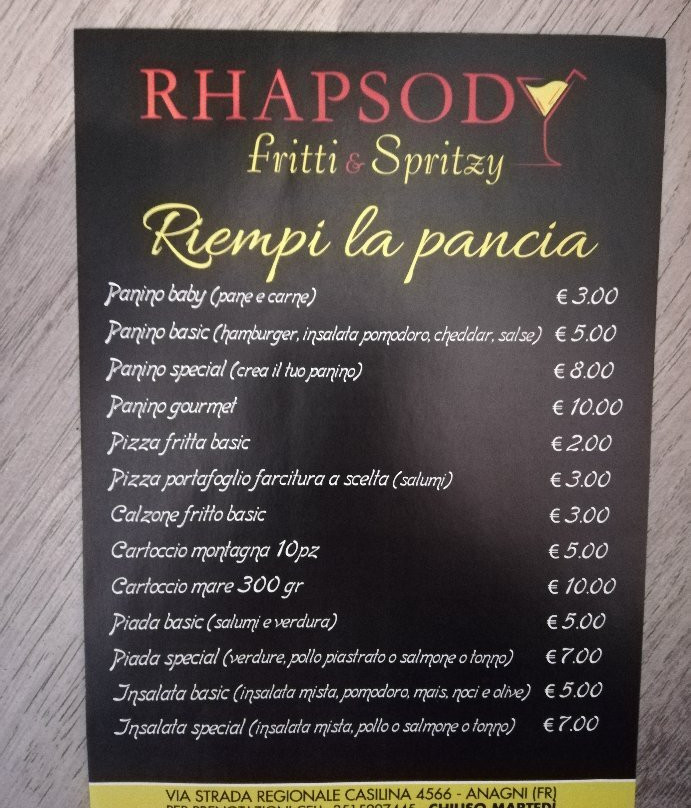 RHAPSODY
Fritti & Spritzy
Riempi la pancia
Panino baby (pane e carne) € 3.00
Panino basic (hamburger, insalata pomodoro, cheddar, salse) € 5.00
Panino special (crea il tuo panino) € 8.00
Panino gourmet € 10.00
Pizza fritta basic € 2.00
Pizza portafoglio farcitura a scelta (salumi) € 3.00
Calzone fritto basic € 3.00
Cartoccio montagna 10pz € 5.00
Cartoccio mare 300 gr € 10.00
Piada basic (salumi e verdura) € 5.00
Piada special (verdure, pollo piastrato o salmone o tonno) € 7.00
Insalata basic (insalata mista, pomodoro, mais, noci e olive) € 5.00
Insalata special (insalata mista, pollo o salmone o tonno) € 7.00
VIA STRADA REGIONALE CASILINA 4566 - ANAGNI (FR)
PER PRENOTAZIONI CELL. CHIUSO MARTEDÌ